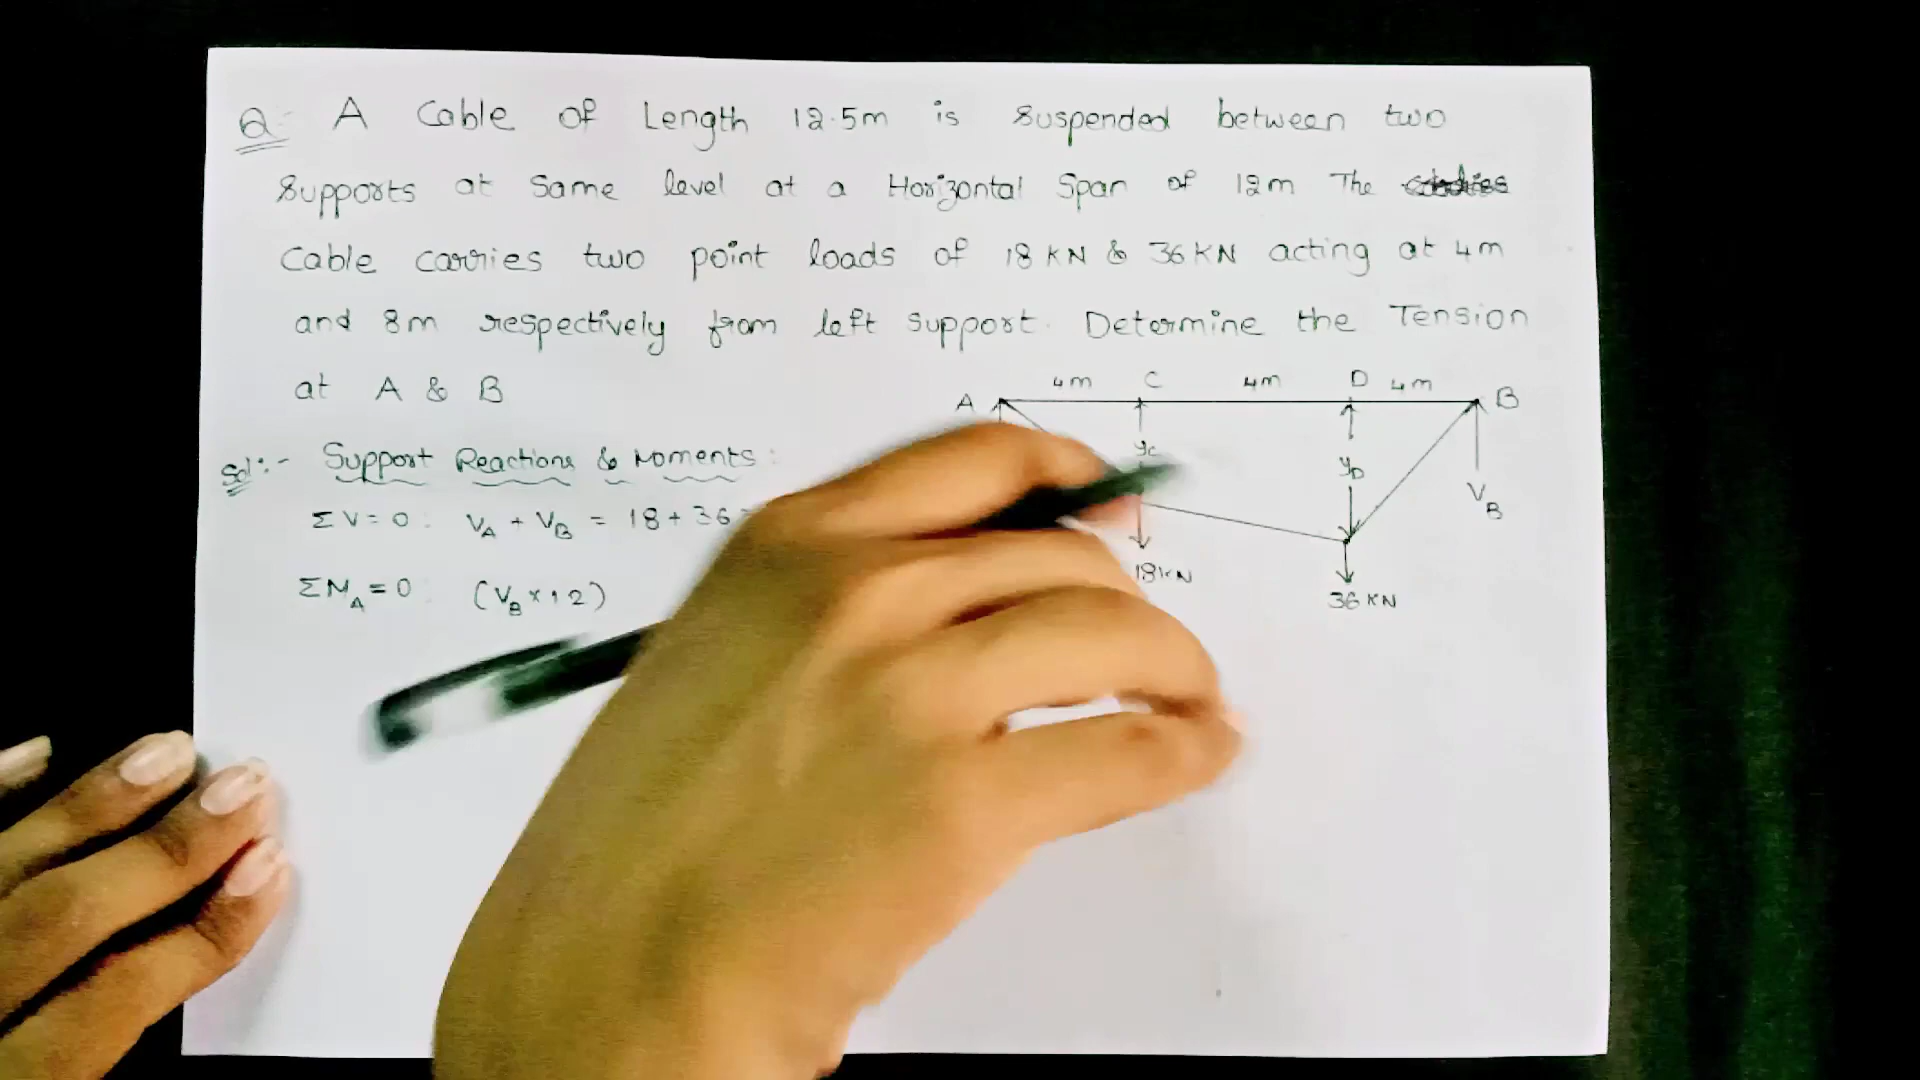 Q:- A Cable of Length 12.5m is suspended between two
supports at same level at a Horizontal Span of 12m The
Cable carries two point loads of 18 KN & 36 KN acting at 4m
and 8m respectively from left support. Determine the Tension
at A & B
4m C 4m D 4m
A B
Sol:- Support Reactions & Moments:
yC
yD
VB
ΣV=0: VA + VB = 18+36
18KN
36 KN
ΣMA=0: (VB×12)